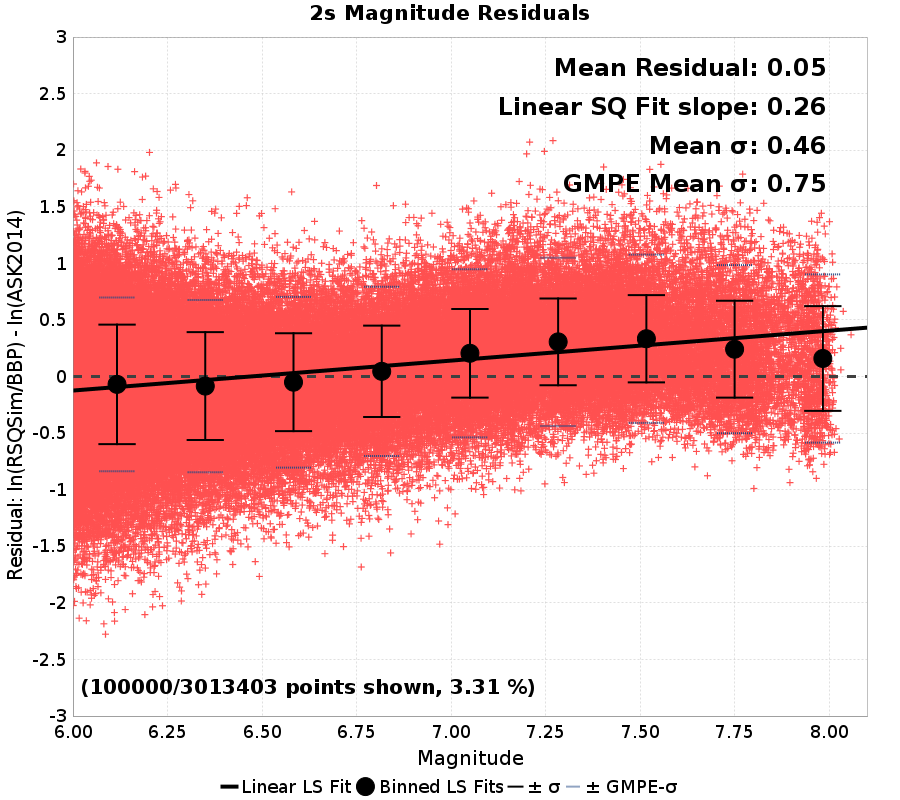 2s Magnitude Residuals
Mean Residual: 0.05
Linear SQ Fit slope: 0.26
Mean σ: 0.46
GMPE Mean σ: 0.75
Residual: ln(RSQSim/BBP) - ln(ASK2014)
3
2.5
2
1.5
1
0.5
0
-0.5
-1
-1.5
-2
-2.5
-3
(100000/3013403 points shown, 3.31 %)
6.00 6.25 6.50 6.75 7.00 7.25 7.50 7.75 8.00
Magnitude
Linear LS Fit Binned LS Fits ± σ ± GMPE-σ